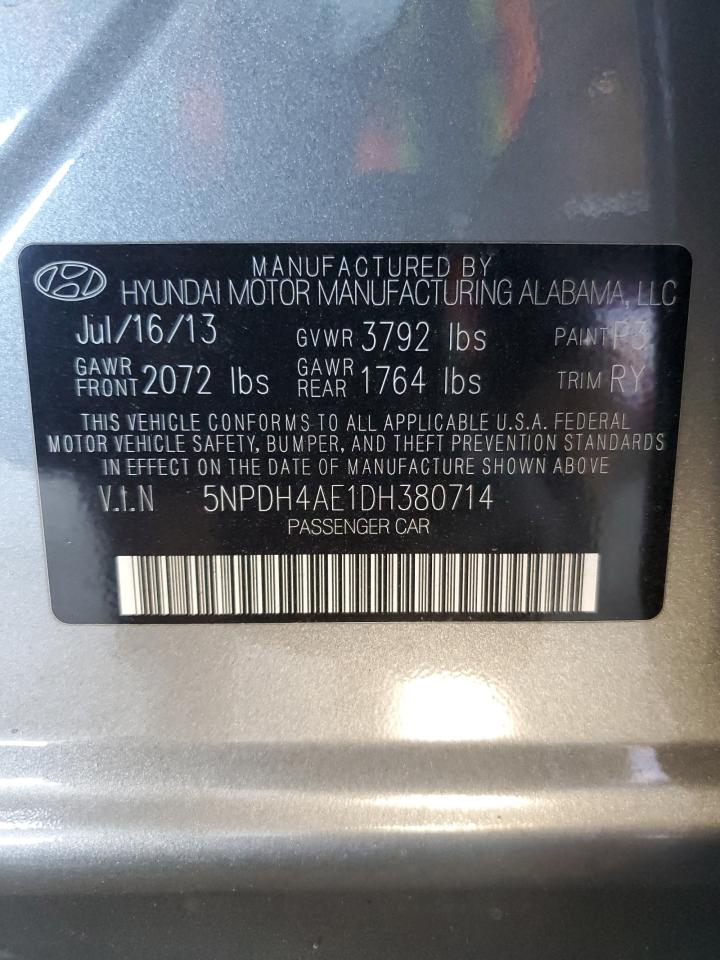 MANUFACTURED BY
HYUNDAI MOTOR MANUFACTURING ALABAMA, LLC
Jul/16/13 GVWR 3792 lbs PAINT P3
GAWR FRONT 2072 lbs GAWR REAR 1764 lbs TRIM RY
THIS VEHICLE CONFORMS TO ALL APPLICABLE U.S.A. FEDERAL
MOTOR VEHICLE SAFETY, BUMPER, AND THEFT PREVENTION STANDARDS
IN EFFECT ON THE DATE OF MANUFACTURE SHOWN ABOVE
V.I.N 5NPDH4AE1DH380714
PASSENGER CAR